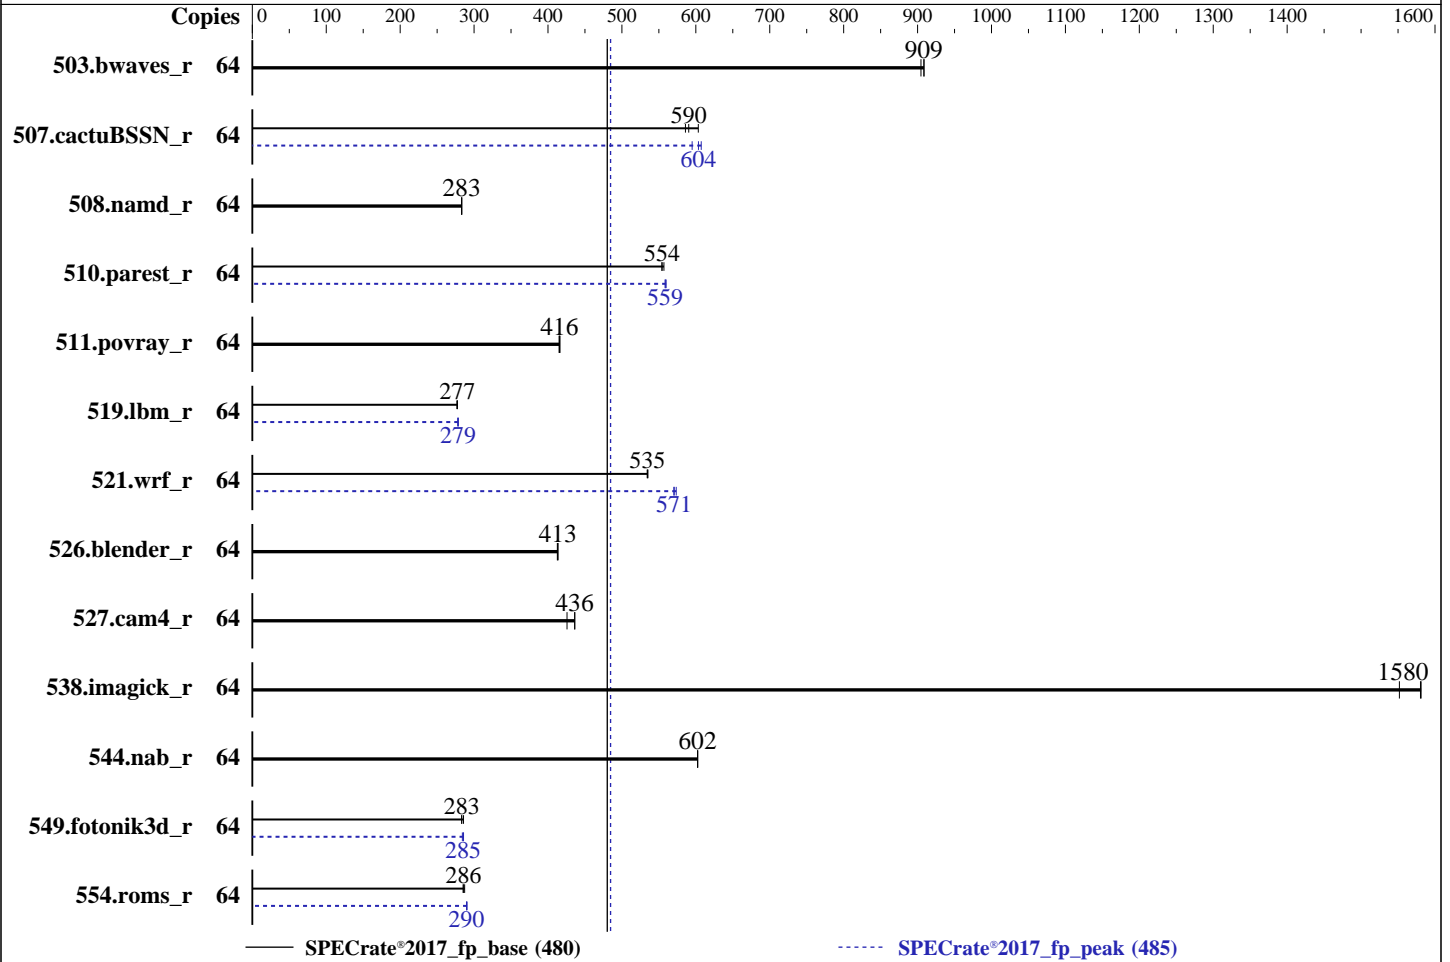 Copies 0 100 200 300 400 500 600 700 800 900 1000 1100 1200 1300 1400 1600
503.bwaves_r 64 909
507.cactuBSSN_r 64 590
604
508.namd_r 64 283
510.parest_r 64 554
559
511.povray_r 64 416
519.lbm_r 64 277
279
521.wrf_r 64 535
571
526.blender_r 64 413
527.cam4_r 64 436
538.imagick_r 64 1580
544.nab_r 64 602
549.fotonik3d_r 64 283
285
554.roms_r 64 286
290
SPECrate®2017_fp_base (480) SPECrate®2017_fp_peak (485)